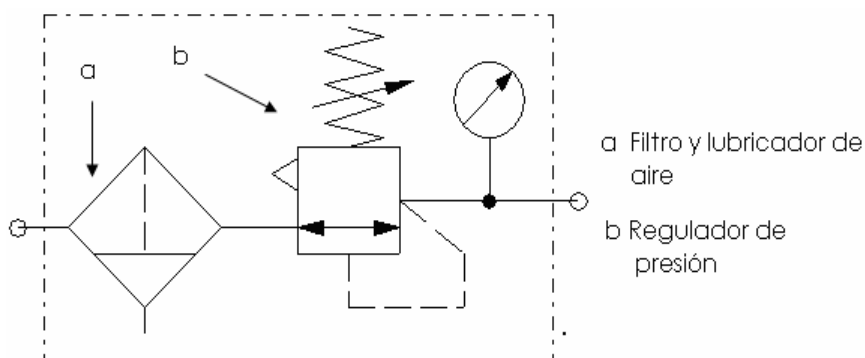 a
b
a Filtro y lubricador de
aire
b Regulador de
presión